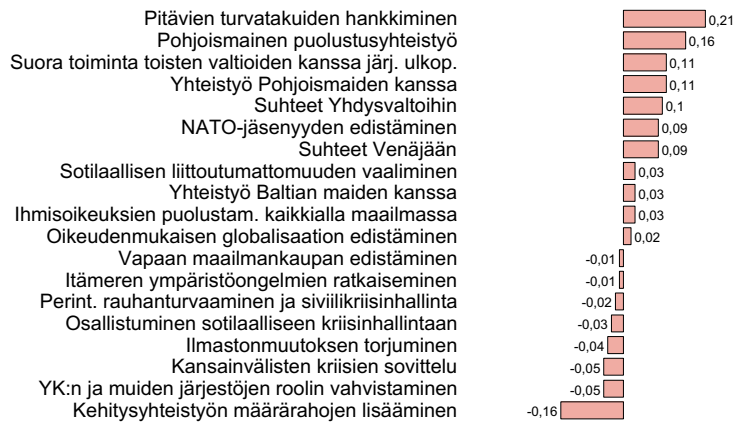 Pitävien turvatakuiden hankkiminen 0,21
Pohjoismainen puolustusyhteistyö 0,16
Suora toiminta toisten valtioiden kanssa järj. ulkop. 0,11
Yhteistyö Pohjoismaiden kanssa 0,11
Suhteet Yhdysvaltoihin 0,1
NATO-jäsenyyden edistäminen 0,09
Suhteet Venäjään 0,09
Sotilaallisen liittoutumattomuuden vaaliminen 0,03
Yhteistyö Baltian maiden kanssa 0,03
Ihmisoikeuksien puolustam. kaikkialla maailmassa 0,03
Oikeudenmukaisen globalisaation edistäminen 0,02
Vapaan maailmankaupan edistäminen -0,01
Itämeren ympäristöongelmien ratkaiseminen -0,01
Perint. rauhanturvaaminen ja siviilikriisinhallinta -0,02
Osallistuminen sotilaalliseen kriisinhallintaan -0,03
Ilmastonmuutoksen torjuminen -0,04
Kansainvälisten kriisien sovittelu -0,05
YK:n ja muiden järjestöjen roolin vahvistaminen -0,05
Kehitysyhteistyön määrärahojen lisääminen -0,16